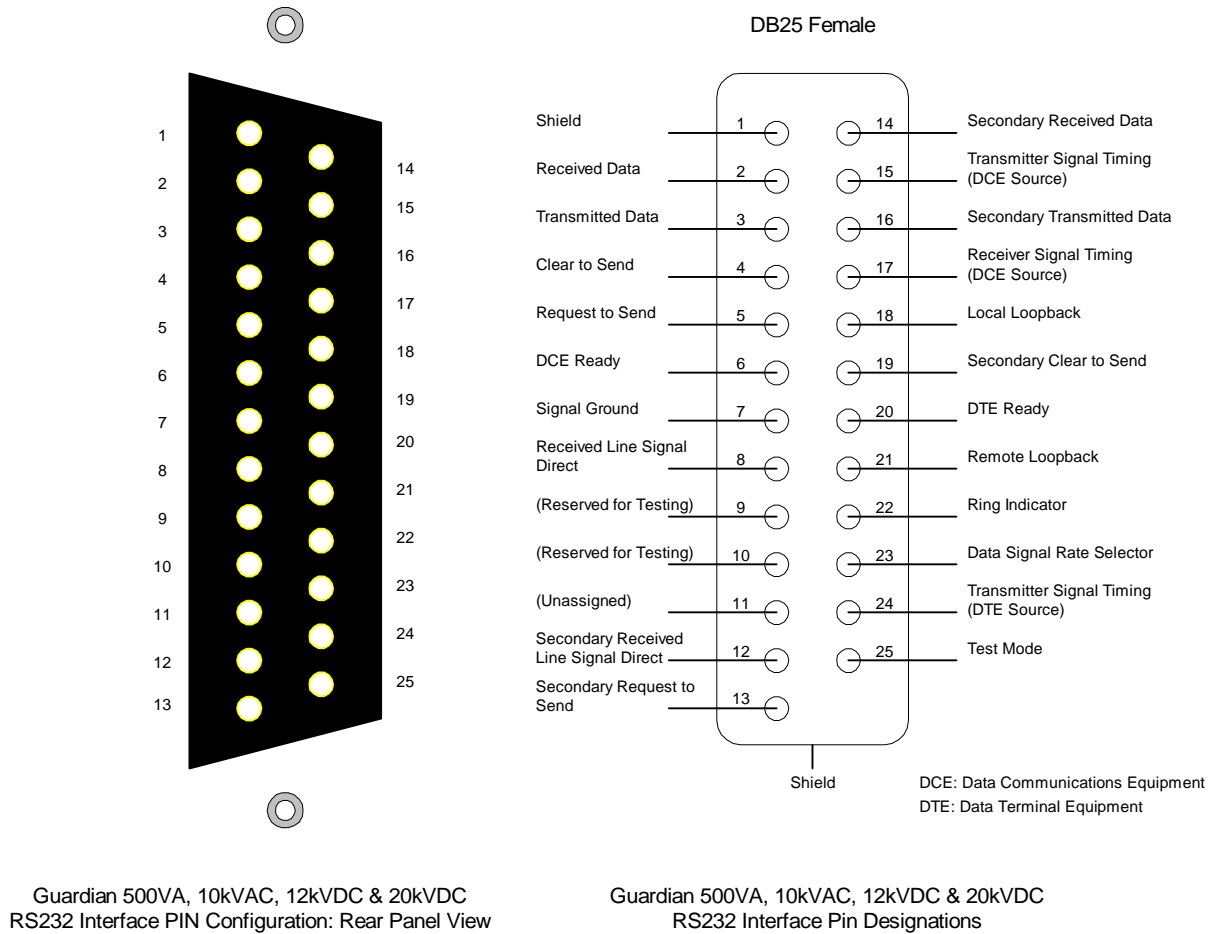 DB25 Female
1
2
3
4
5
6
7
8
9
10
11
12
13
14
15
16
17
18
19
20
21
22
23
24
25
Shield
1
Received Data
2
Transmitted Data
3
Clear to Send
4
Request to Send
5
DCE Ready
6
Signal Ground
7
Received Line Signal
Direct
8
(Reserved for Testing)
9
(Reserved for Testing)
10
(Unassigned)
11
Secondary Received
Line Signal Direct
12
Secondary Request to
Send
13
14
Secondary Received Data
15
Transmitter Signal Timing
(DCE Source)
16
Secondary Transmitted Data
17
Receiver Signal Timing
(DCE Source)
18
Local Loopback
19
Secondary Clear to Send
20
DTE Ready
21
Remote Loopback
22
Ring Indicator
23
Data Signal Rate Selector
24
Transmitter Signal Timing
(DTE Source)
25
Test Mode
Shield
DCE: Data Communications Equipment
DTE: Data Terminal Equipment
Guardian 500VA, 10kVAC, 12kVDC & 20kVDC
RS232 Interface PIN Configuration: Rear Panel View
Guardian 500VA, 10kVAC, 12kVDC & 20kVDC
RS232 Interface Pin Designations